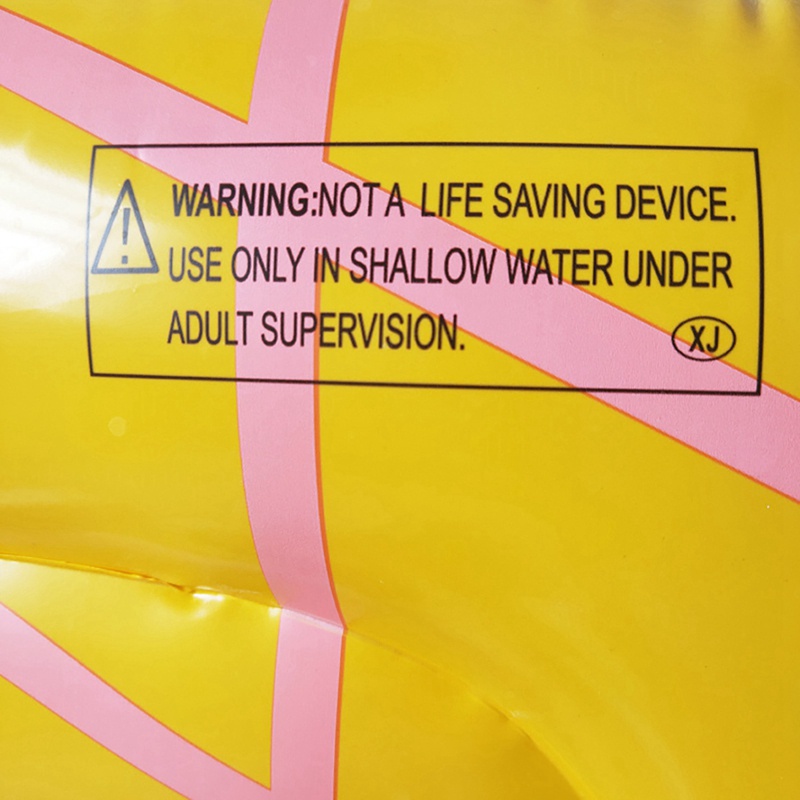 WARNING:NOT A LIFE SAVING DEVICE.
USE ONLY IN SHALLOW WATER UNDER
ADULT SUPERVISION.
XJ